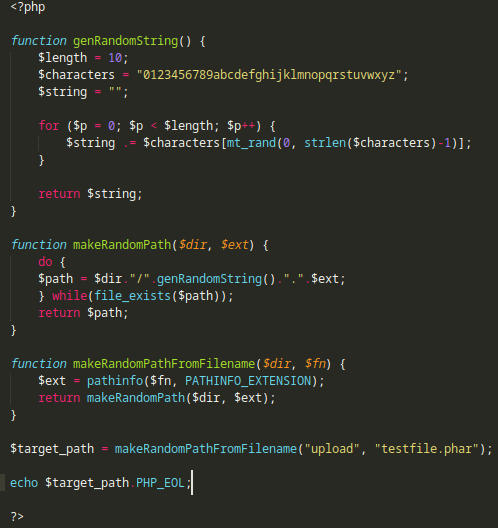 <?php
function genRandomString() {
    $length = 10;
    $characters = "0123456789abcdefghijklmnopqrstuvwxyz";
    $string = "";
    for ($p = 0; $p < $length; $p++) {
        $string .= $characters[mt_rand(0, strlen($characters)-1)];
    }
    return $string;
}
function makeRandomPath($dir, $ext) {
    do {
    $path = $dir."/".genRandomString().".".$ext;
    } while(file_exists($path));
    return $path;
}
function makeRandomPathFromFilename($dir, $fn) {
    $ext = pathinfo($fn, PATHINFO_EXTENSION);
    return makeRandomPath($dir, $ext);
}
$target_path = makeRandomPathFromFilename("upload", "testfile.phar");
echo $target_path.PHP_EOL;
?>